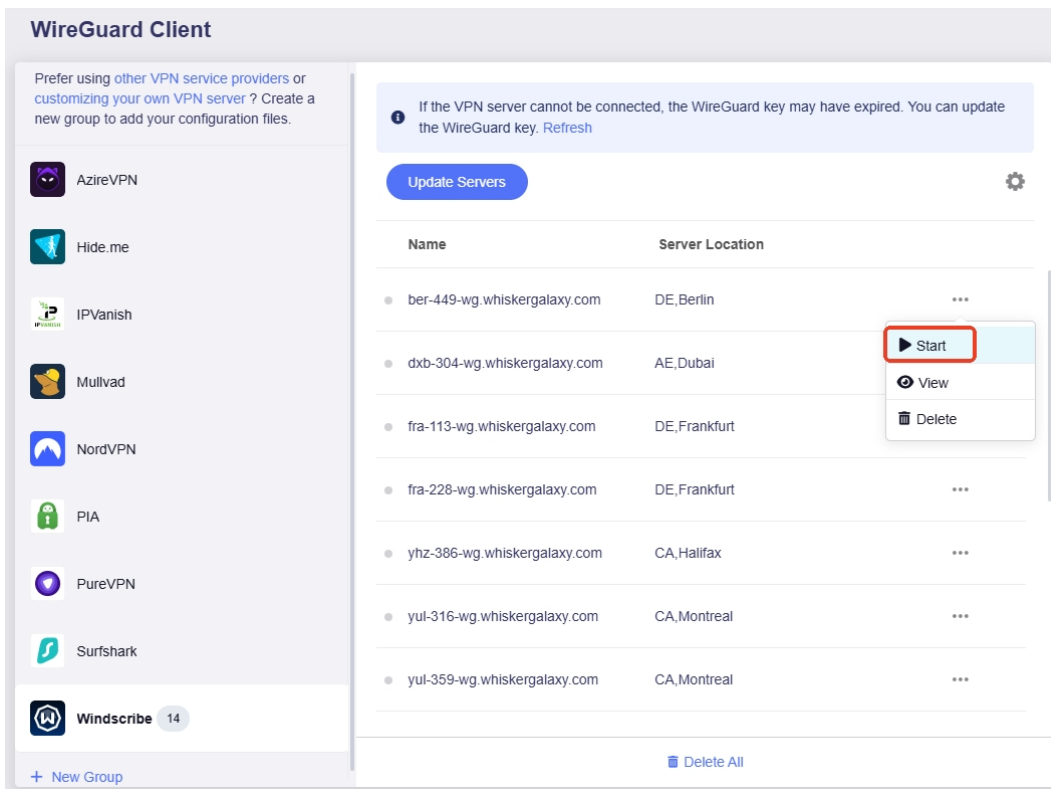 WireGuard Client
Prefer using other VPN service providers or
customizing your own VPN server ? Create a
new group to add your configuration files.
AzireVPN
Hide.me
IPVanish
Mullvad
NordVPN
PIA
PureVPN
Surfshark
Windscribe 14
+ New Group
If the VPN server cannot be connected, the WireGuard key may have expired. You can update
the WireGuard key. Refresh
Update Servers
Name Server Location
ber-449-wg.whiskergalaxy.com DE,Berlin
dxb-304-wg.whiskergalaxy.com AE,Dubai
fra-113-wg.whiskergalaxy.com DE,Frankfurt
fra-228-wg.whiskergalaxy.com DE,Frankfurt
yhz-386-wg.whiskergalaxy.com CA,Halifax
yul-316-wg.whiskergalaxy.com CA,Montreal
yul-359-wg.whiskergalaxy.com CA,Montreal
Start
View
Delete
Delete All